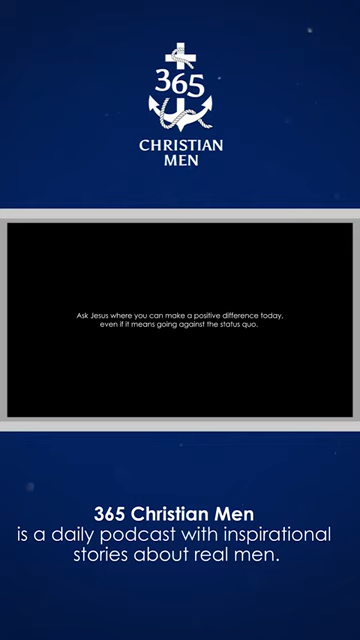 365
CHRISTIAN
MEN
Ask Jesus where you can make a positive difference today,
even if it means going against the status quo.
365 Christian Men
is a daily podcast with inspirational
stories about real men.